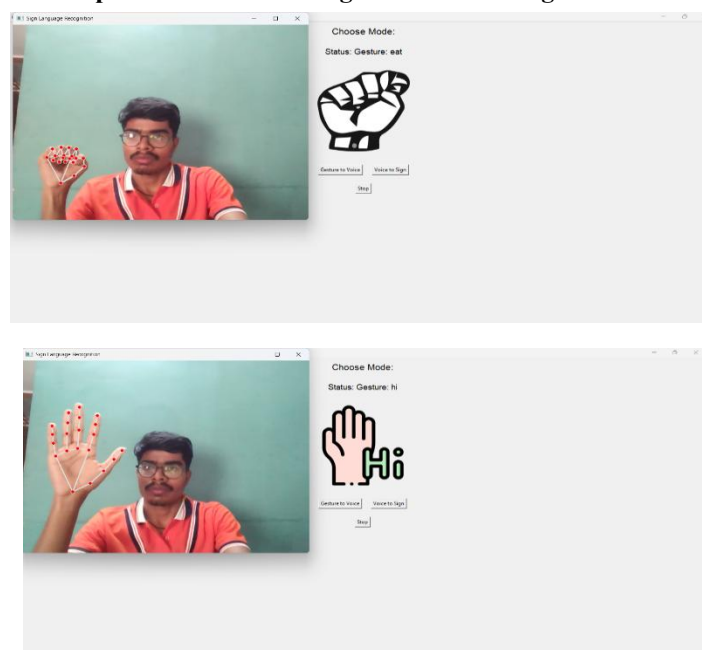 Sign Language Recognition
Choose Mode:
Status: Gesture: eat
Gesture to Voice
Voice to Sign
Stop
Sign Language Recognition
Choose Mode:
Status: Gesture: hi
Hi
Gesture to Voice
Voice to Sign
Stop